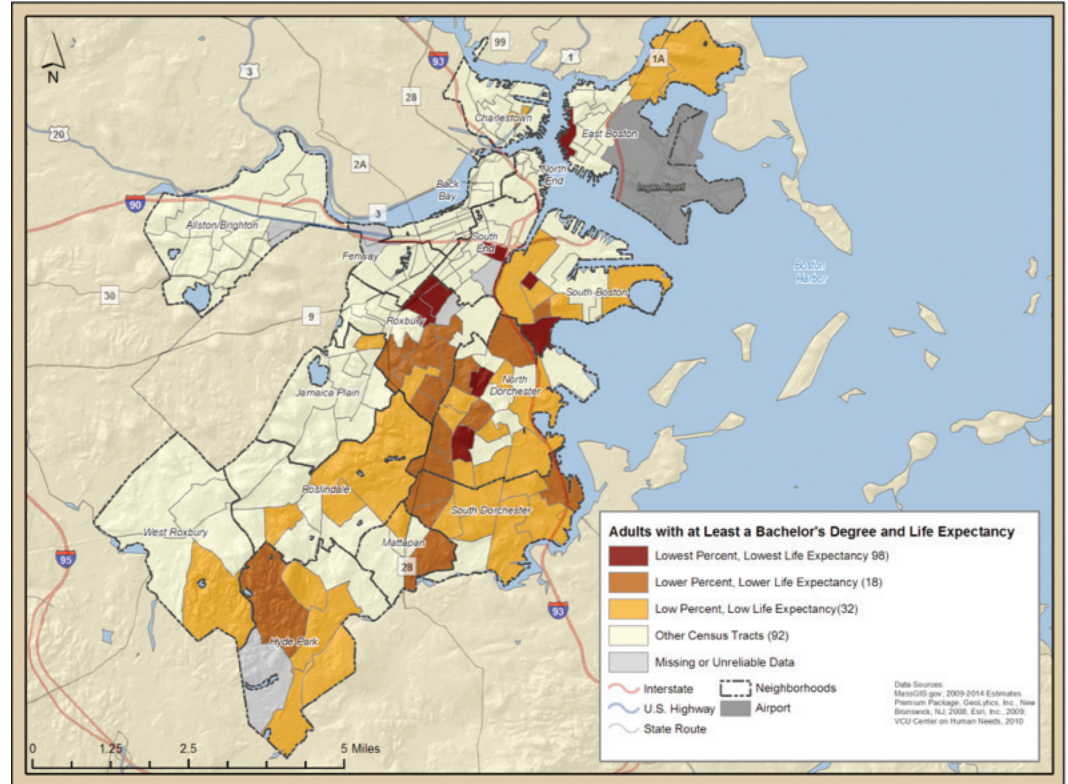 N
99
1
1A
93
3
28
Charlestown
East Boston
20
2A
North
End
Logan Airport
Back
Bay
90
3
Allston/Brighton
South
End
Fenway
Boston
Harbor
30
South Boston
9
Roxbury
North
Dorchester
Jamaica Plain
Roslindale
South Dorchester
West Roxbury
Mattapan
95
28
93
Hyde Park
Adults with at Least a Bachelor's Degree and Life Expectancy
Lowest Percent, Lowest Life Expectancy 98)
Lower Percent, Lower Life Expectancy (18)
Low Percent, Low Life Expectancy(32)
Other Census Tracts (92)
Missing or Unreliable Data
Interstate
Neighborhoods
U.S. Highway
Airport
State Route
Data Sources:
MassGIS.gov; 2009-2014 Estimates
Premium Package, GeoLytics, Inc., New
Brunswick, NJ, 2008; Esri, Inc., 2009;
VCU Center on Human Needs, 2010
0 1.25 2.5 5 Miles